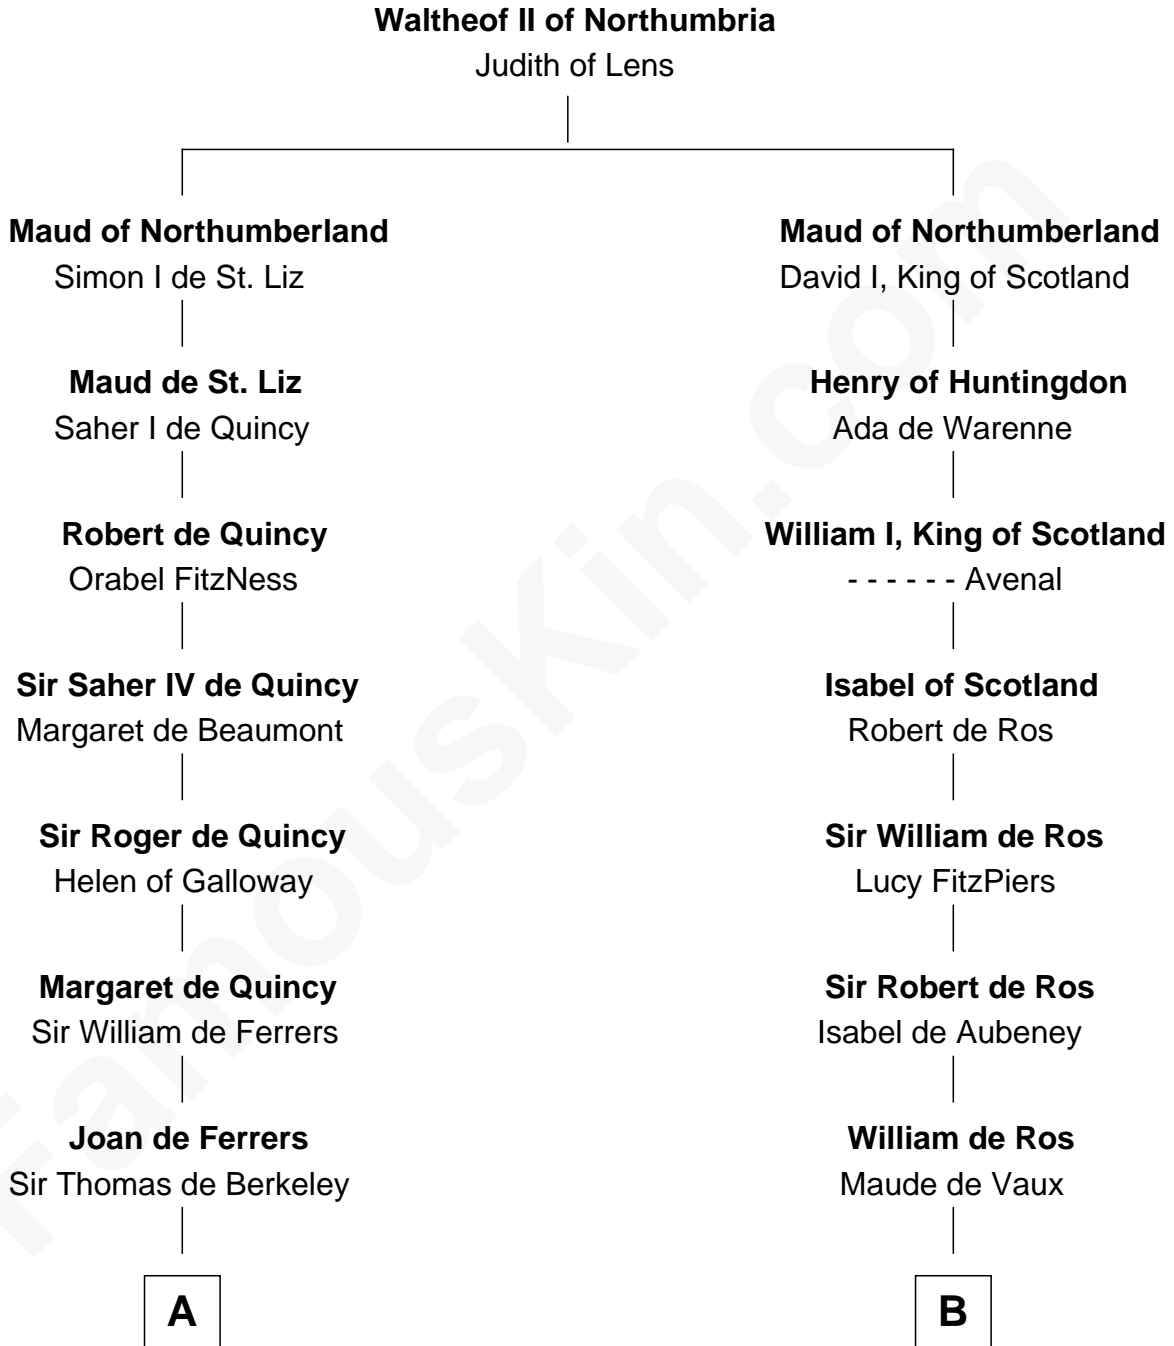 Waltheof II of Northumbria
Judith of Lens
Maud of Northumberland
Simon I de St. Liz
Maud de St. Liz
Saher I de Quincy
Robert de Quincy
Orabel FitzNess
Sir Saher IV de Quincy
Margaret de Beaumont
Sir Roger de Quincy
Helen of Galloway
Margaret de Quincy
Sir William de Ferrers
Joan de Ferrers
Sir Thomas de Berkeley
A
Maud of Northumberland
David I, King of Scotland
Henry of Huntingdon
Ada de Warenne
William I, King of Scotland
- - - - - - Avenal
Isabel of Scotland
Robert de Ros
Sir William de Ros
Lucy FitzPiers
Sir Robert de Ros
Isabel de Aubeney
William de Ros
Maude de Vaux
B
FamousKin.com